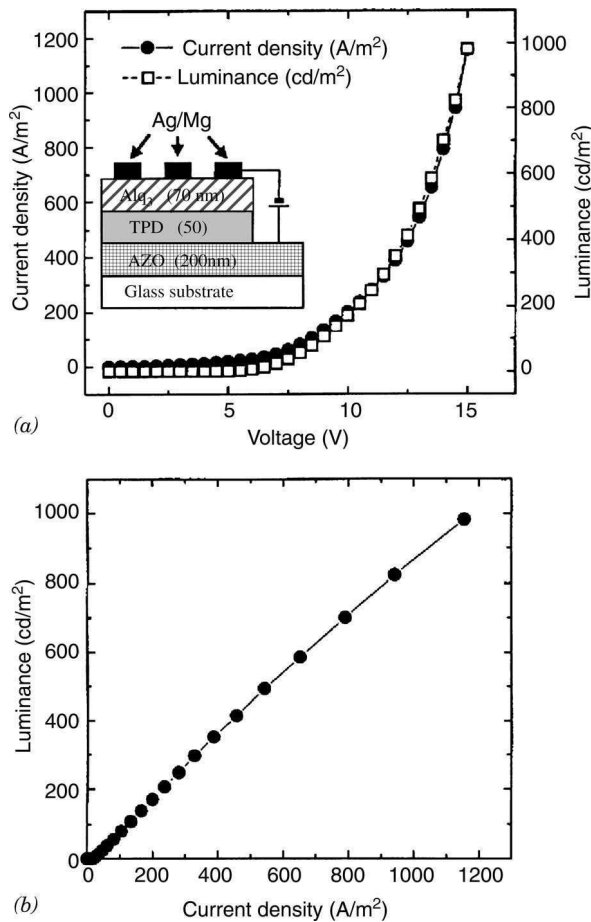 Current density (A/m²)
Luminance (cd/m²)
1200
1000
800
600
400
200
0
Current density (A/m²)
1000
800
600
400
200
0
Luminance (cd/m²)
Ag/Mg
Alq₃ (70 nm)
TPD (50)
AZO (200nm)
Glass substrate
0 5 10 15
(a)
Voltage (V)
1000
800
600
400
200
0
Luminance (cd/m²)
0 200 400 600 800 1000 1200
(b)
Current density (A/m²)